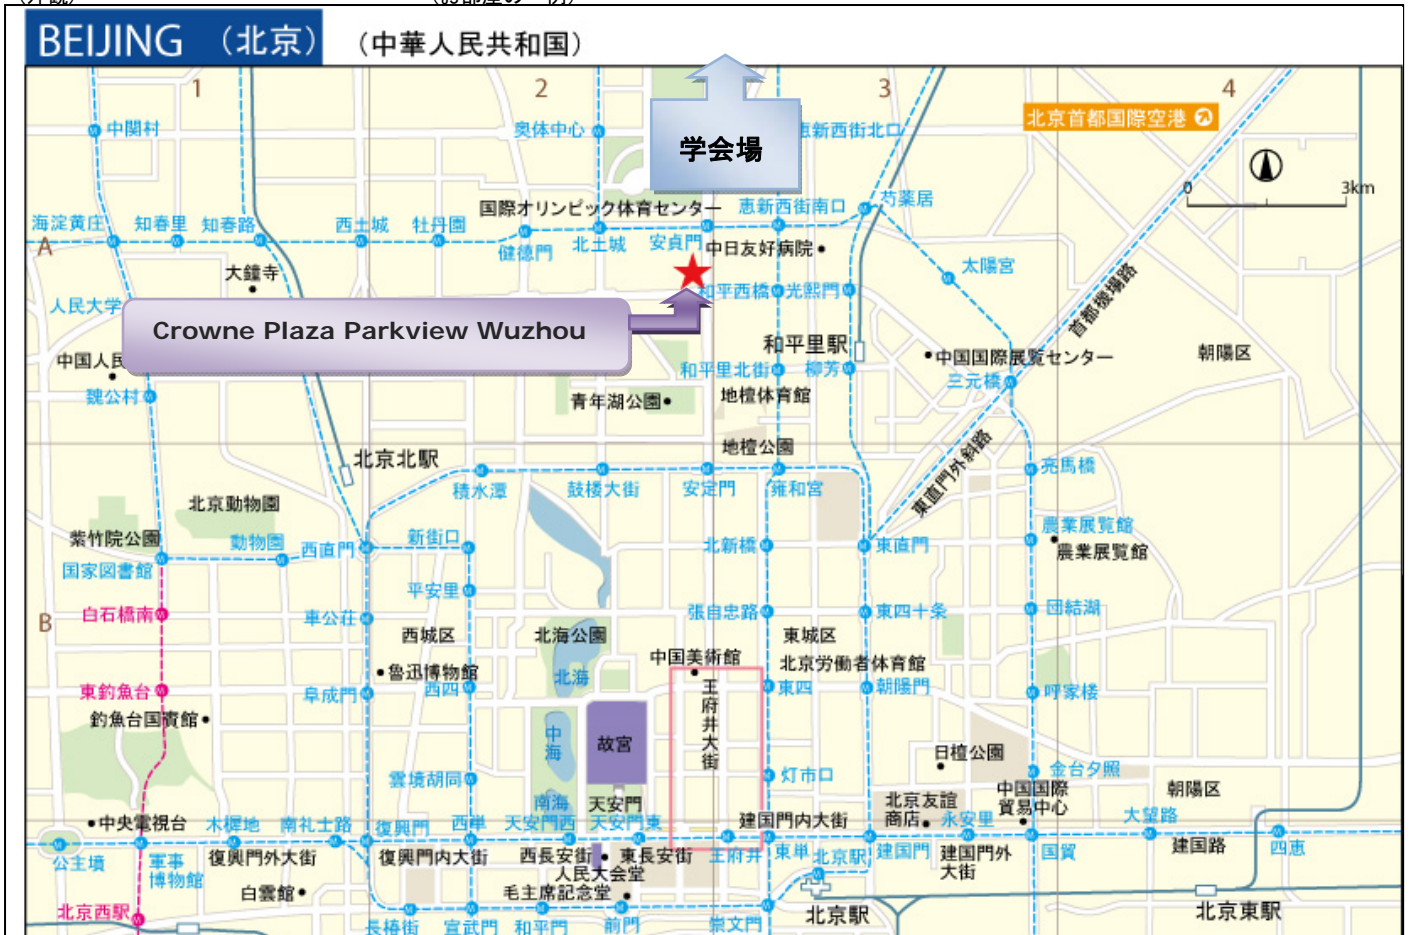 BEIJING （北京） （中華人民共和国）
1
2
3
4
学会場
北京首都国際空港
0
3km
中関村
奥体中心
恵新西街北口
国際オリンピック体育センター
恵新西街南口
芍薬居
海淀黄庄
知春里
知春路
西土城
牡丹園
健徳門
北土城
安貞門
中日友好病院
A
大鐘寺
太陽宮
人民大学
和平西橋
光熙門
首都機場路
Crowne Plaza Parkview Wuzhou
和平里駅
中国人民
中国国際展覧センター
朝陽区
和平里北街
柳芳
三元橋
魏公村
青年湖公園
地壇体育館
地壇公園
北京北駅
東直門外斜路
亮馬橋
積水潭
鼓楼大街
安定門
雍和宮
北京動物園
紫竹院公園
動物園
西直門
新街口
北新橋
東直門
農業展覧館
農業展覧館
国家図書館
平安里
白石橋南
車公荘
張自忠路
東四十条
団結湖
B
西城区
北海公園
東城区
中国美術館
北京労働者体育館
魯迅博物館
北海
東釣魚台
阜成門
西四
東四
朝陽門
呼家楼
釣魚台国賓館
王府井大街
中海
故宮
日壇公園
雲境胡同
灯市口
金台夕照
中国国際
貿易中心
朝陽区
南海
天安門
北京友誼
商店
永安里
大望路
中央電視台
木樨地
南礼士路
復興門
西単
天安門西
天安門東
建国門内大街
公主墳
軍事
博物館
復興門外大街
復興門内大街
西長安街
東長安街
王府井
東単
北京駅
建国門
建国門外
大街
国貿
建国路
四恵
人民大会堂
白雲館
毛主席記念堂
北京西駅
北京駅
北京東駅
長椿街
宣武門
和平門
前門
崇文門